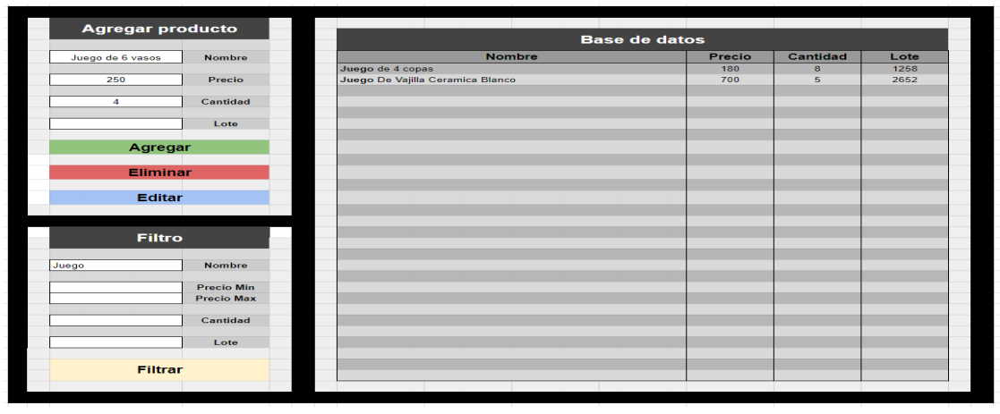 Agregar producto
Juego de 6 vasos Nombre
250 Precio
4 Cantidad
Lote
Agregar
Eliminar
Editar
Filtro
Juego Nombre
Precio Min
Precio Max
Cantidad
Lote
Filtrar
Base de datos
Nombre Precio Cantidad Lote
Juego de 4 copas 180 8 1258
Juego De Vajilla Ceramica Blanco 700 5 2652